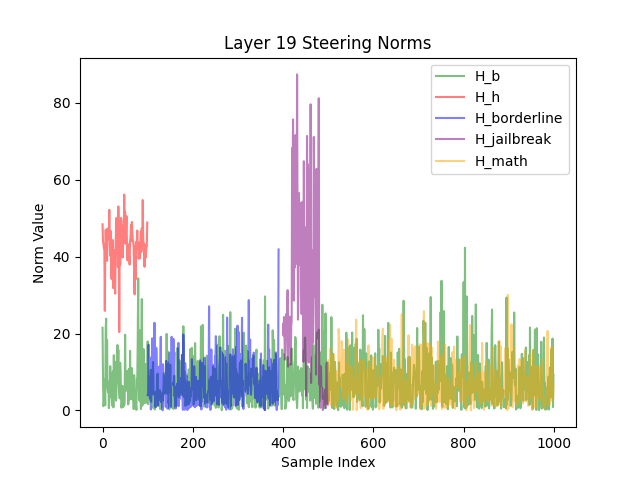 Layer 19 Steering Norms
H_b
H_h
H_borderline
H_jailbreak
H_math
Norm Value
80
60
40
20
0
0
200
400
600
800
1000
Sample Index